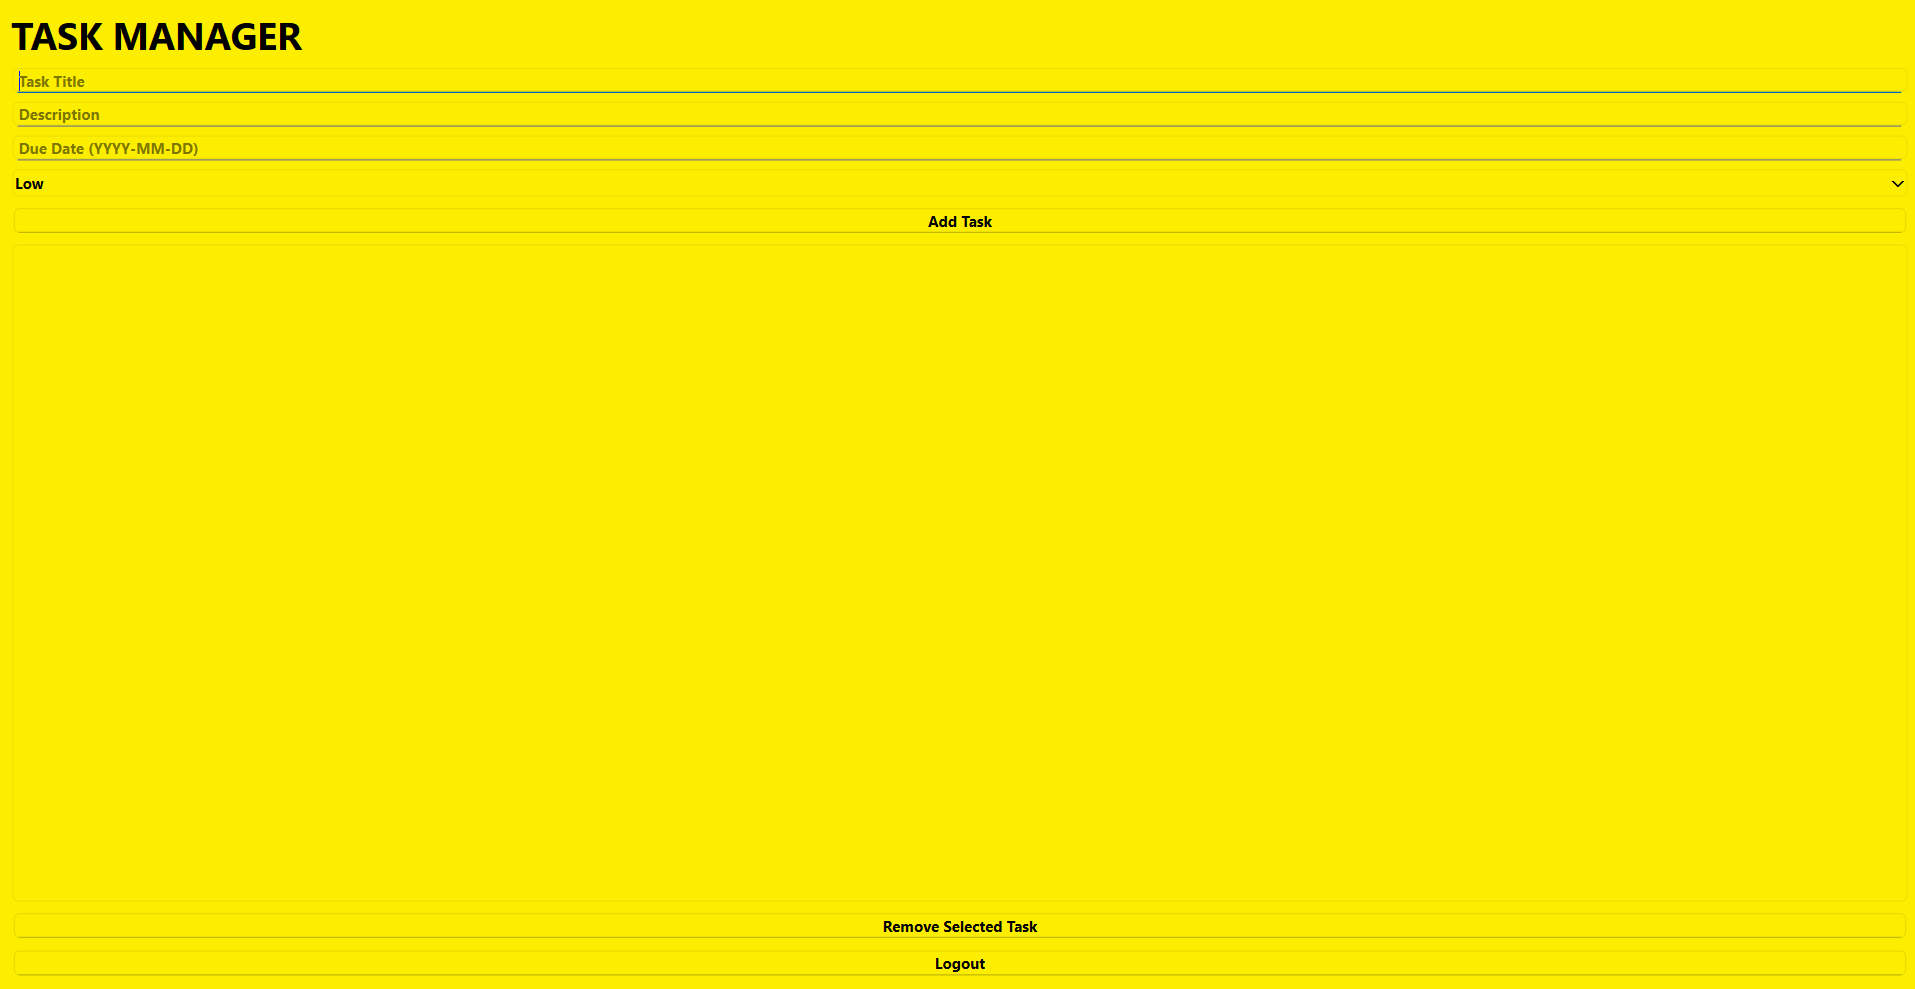 TASK MANAGER
Task Title
Description
Due Date (YYYY-MM-DD)
Low
Add Task
Remove Selected Task
Logout